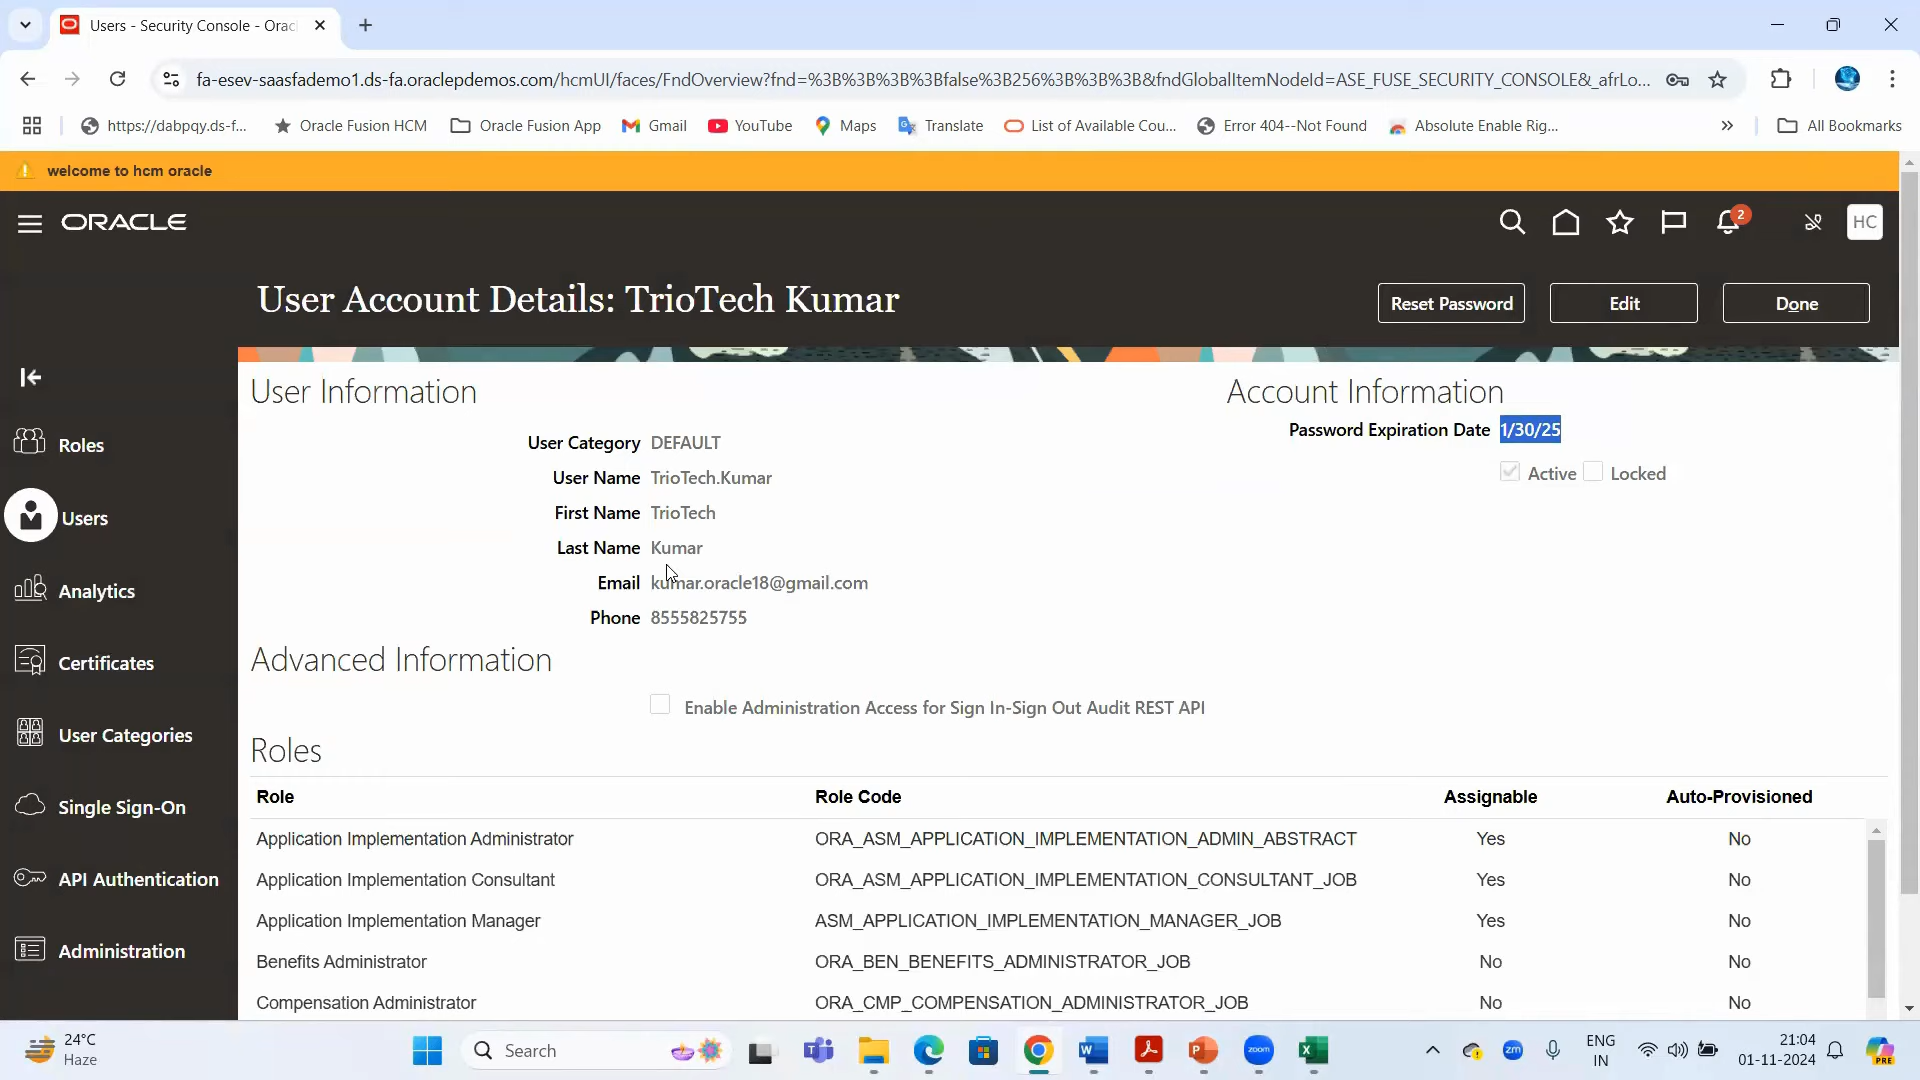 Users - Security Console - Orac
fa-esev-saasfademo1.ds-fa.oraclepdemos.com/hcmUI/faces/FndOverview?fnd=%3B%3B%3B%3Bfalse%3B256%3B%3B%3B&fndGlobalItemNodeId=ASE_FUSE_SECURITY_CONSOLE&_afrLo...
https://dabpqy.ds-f...
Oracle Fusion HCM
Oracle Fusion App
Gmail
YouTube
Maps
Translate
List of Available Cou...
Error 404--Not Found
Absolute Enable Rig...
All Bookmarks
welcome to hcm oracle
ORACLE
2
HC
User Account Details: TrioTech Kumar
Reset Password
Edit
Done
Roles
Users
Analytics
Certificates
User Categories
Single Sign-On
API Authentication
Administration
User Information
User Category DEFAULT
User Name TrioTech.Kumar
First Name TrioTech
Last Name Kumar
Email kumar.oracle18@gmail.com
Phone 8555825755
Account Information
Password Expiration Date 1/30/25
Active Locked
Advanced Information
Enable Administration Access for Sign In-Sign Out Audit REST API
Roles
Role Role Code Assignable Auto-Provisioned
Application Implementation Administrator ORA_ASM_APPLICATION_IMPLEMENTATION_ADMIN_ABSTRACT Yes No
Application Implementation Consultant ORA_ASM_APPLICATION_IMPLEMENTATION_CONSULTANT_JOB Yes No
Application Implementation Manager ASM_APPLICATION_IMPLEMENTATION_MANAGER_JOB Yes No
Benefits Administrator ORA_BEN_BENEFITS_ADMINISTRATOR_JOB No No
Compensation Administrator ORA_CMP_COMPENSATION_ADMINISTRATOR_JOB No No
24°C
Haze
Search
zoom
zm
ENG
IN
21:04
01-11-2024
PRE